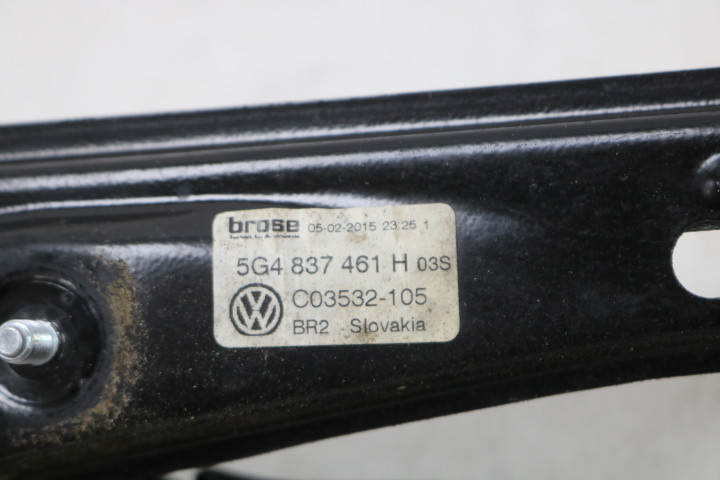 brose 05-02-2015 23:25 1
5G4 837 461 H 03S
C03532-105
BR2 Slovakia